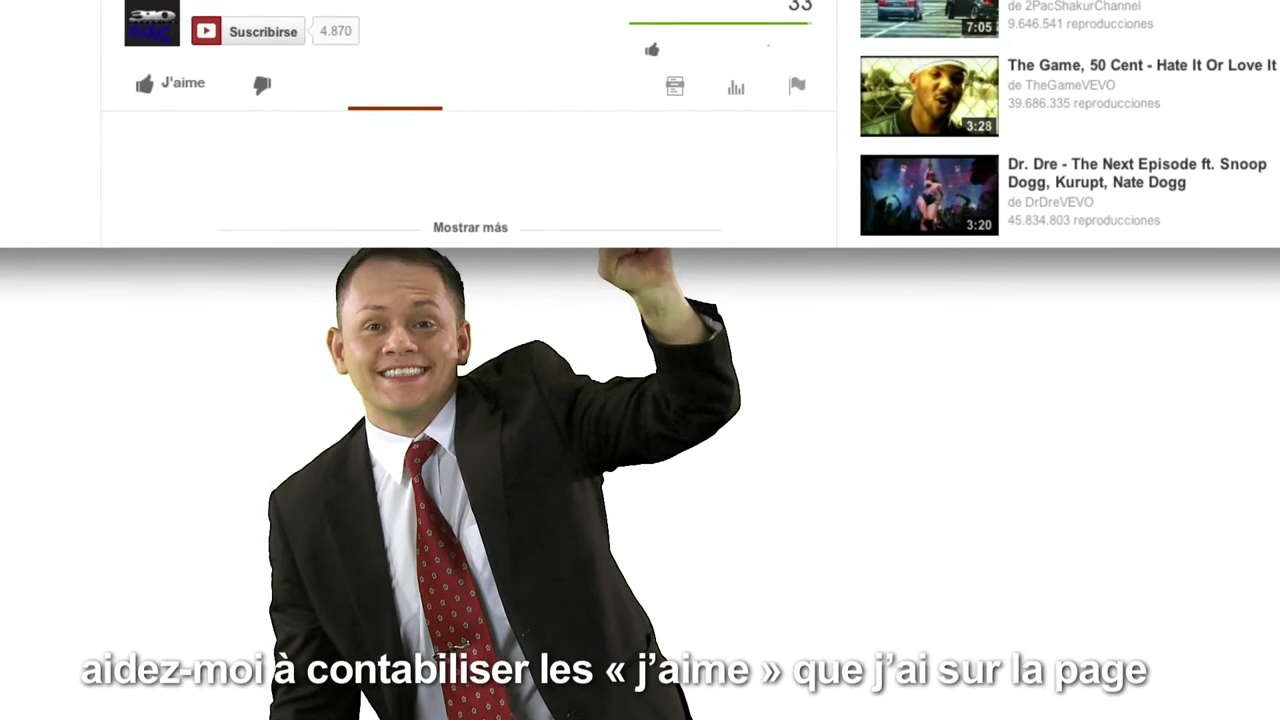 310
Suscribirse
4.870
33
J'aime
Mostrar más
de 2PacShakurChannel
9.646.541 reproducciones
7:05
The Game, 50 Cent - Hate It Or Love It
de TheGameVEVO
39.686.335 reproducciones
3:28
Dr. Dre - The Next Episode ft. Snoop
Dogg, Kurupt, Nate Dogg
de DrDreVEVO
45.834.803 reproducciones
3:20
aidez-moi à contabiliser les « j’aime » que j’ai sur la page